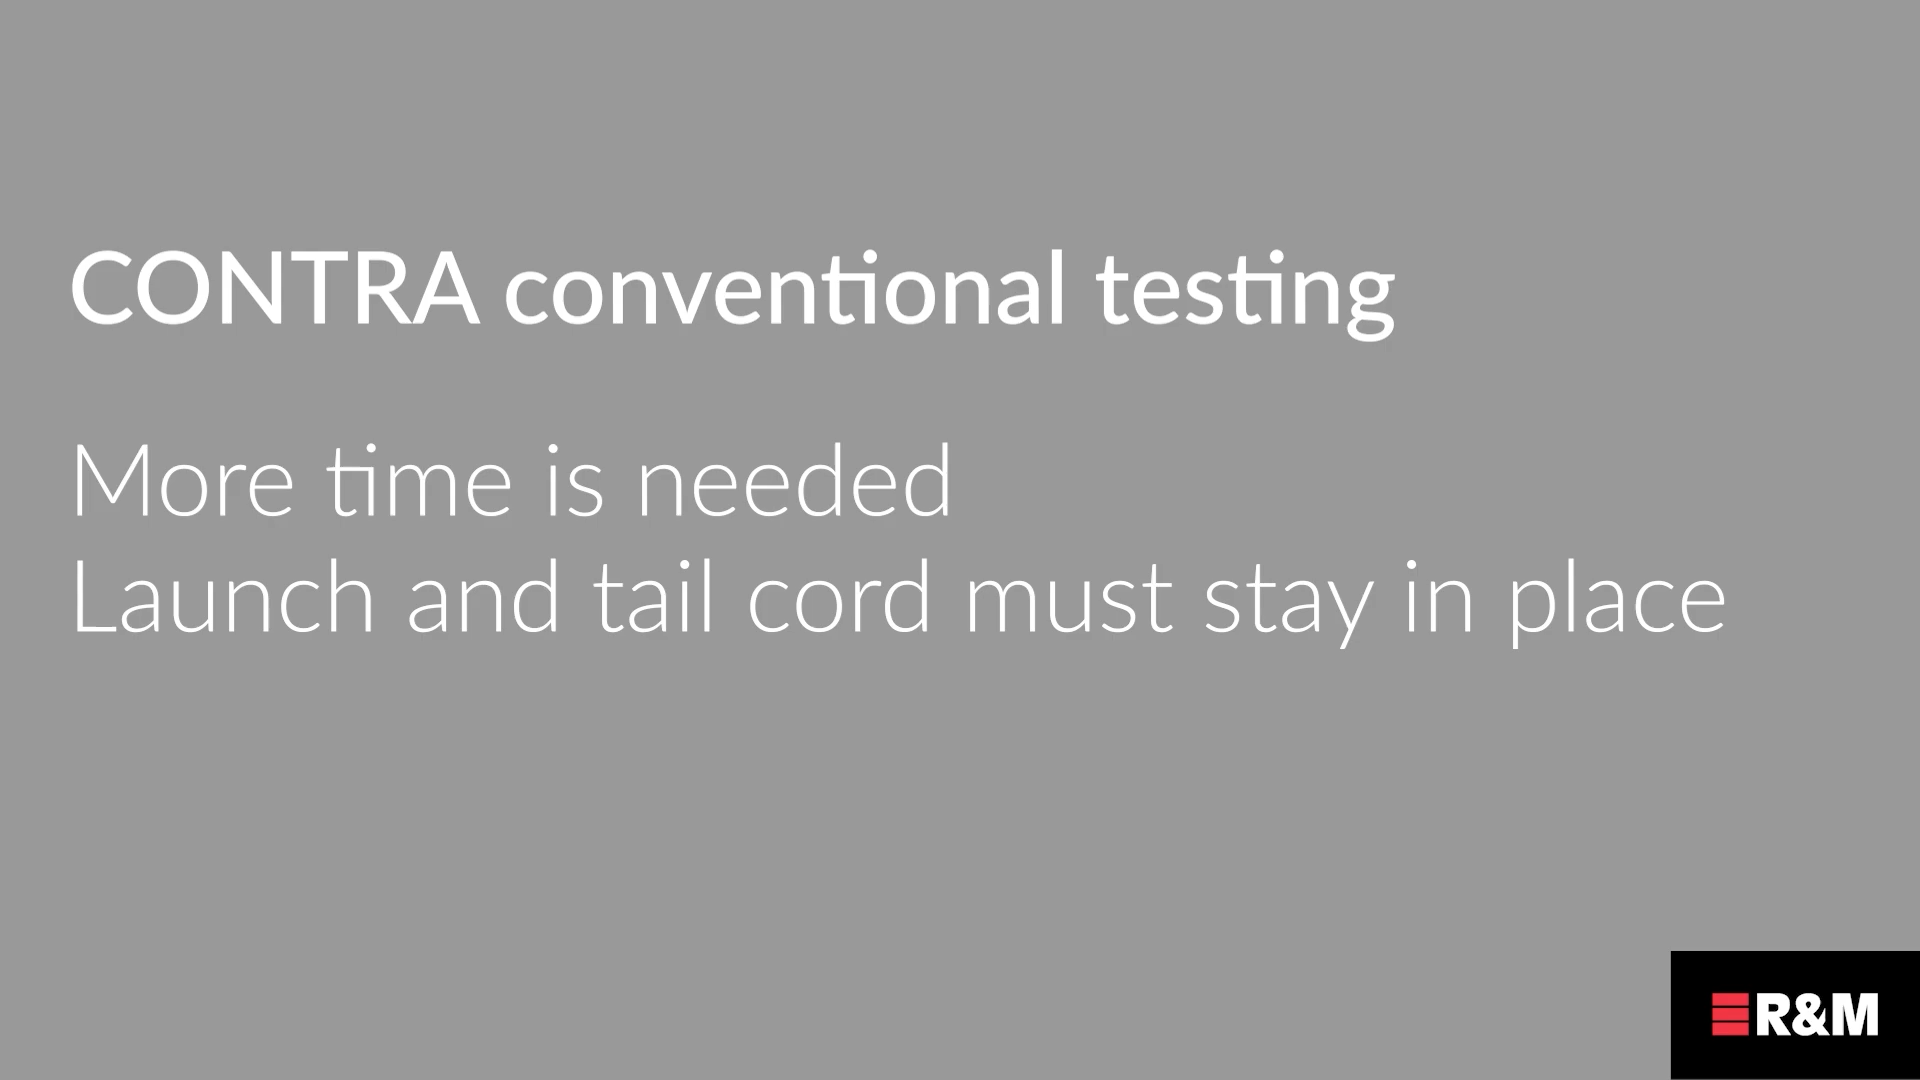 CONTRA conventional testing
More time is needed
Launch and tail cord must stay in place
R&M